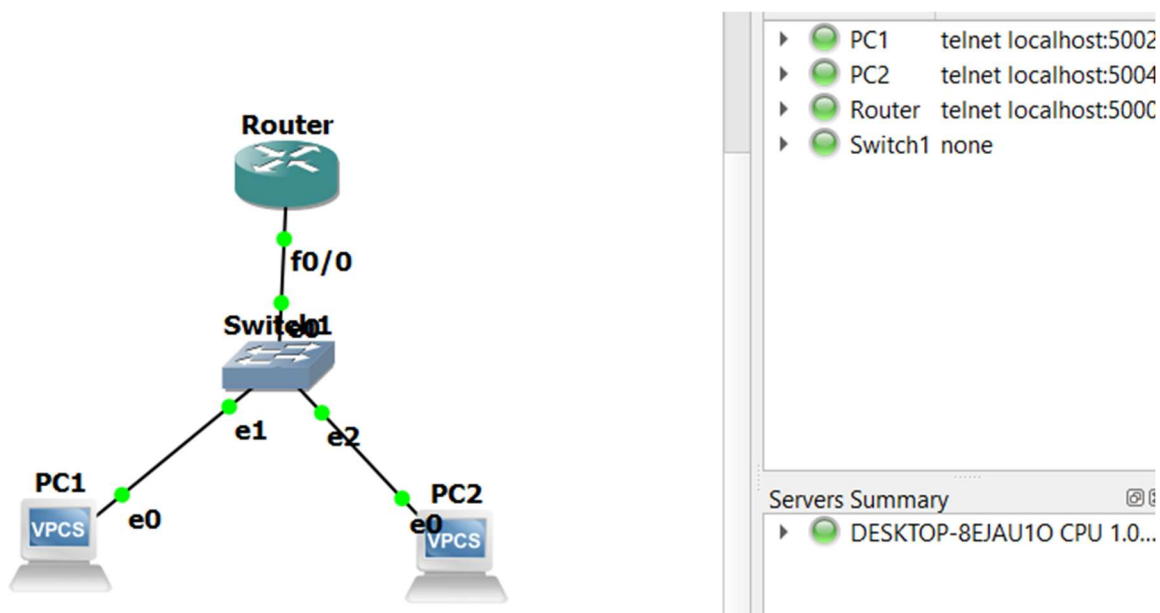 Router
f0/0
Switch1
e0
e1
e2
PC1
e0
VPCS
PC2
e0
VPCS
PC1 telnet localhost:5002
PC2 telnet localhost:5004
Router telnet localhost:5000
Switch1 none
Servers Summary
DESKTOP-8EJAU1O CPU 1.0...